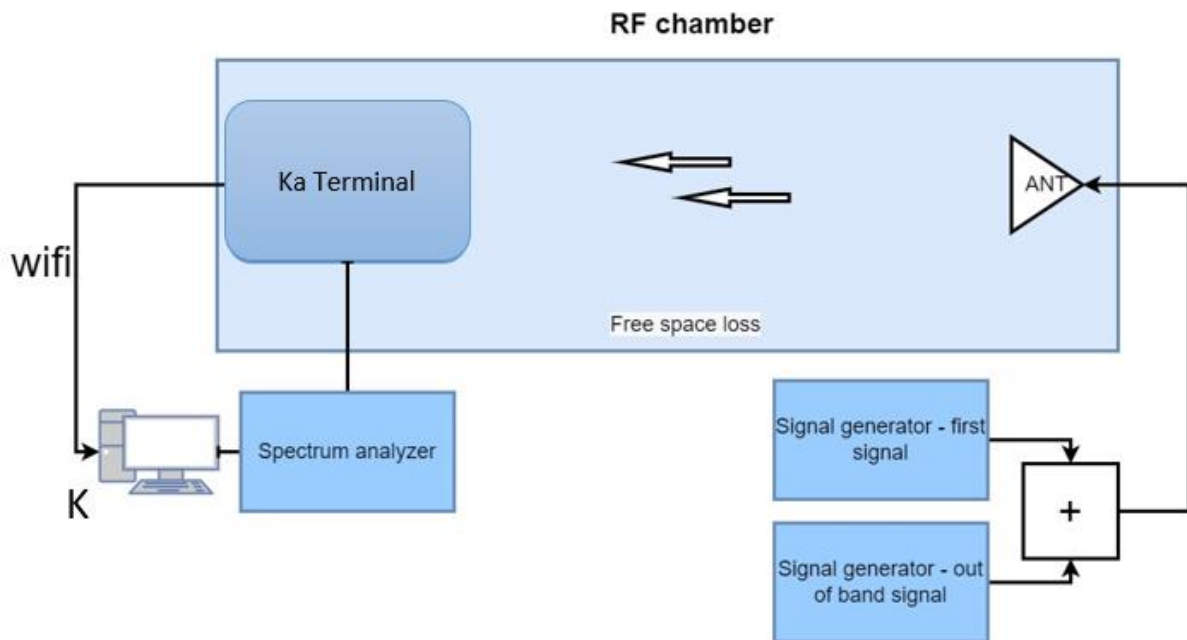 RF chamber
Ka Terminal
ANT
wifi
Free space loss
Spectrum analyzer
K
Signal generator - first
signal
+
Signal generator - out
of band signal